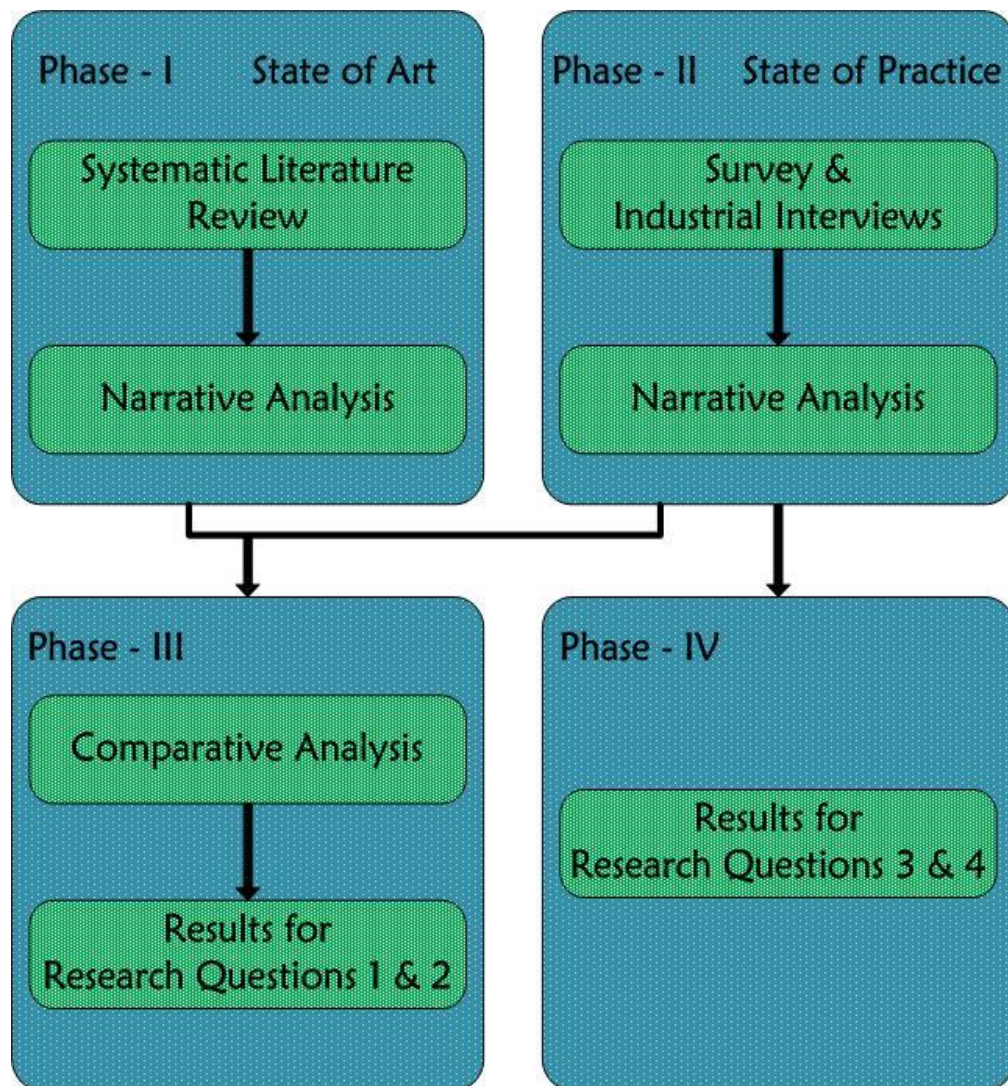 Phase - I State of Art
Systematic Literature
Review
Narrative Analysis
Phase - II State of Practice
Survey &
Industrial Interviews
Narrative Analysis
Phase - III
Comparative Analysis
Results for
Research Questions 1 & 2
Phase - IV
Results for
Research Questions 3 & 4